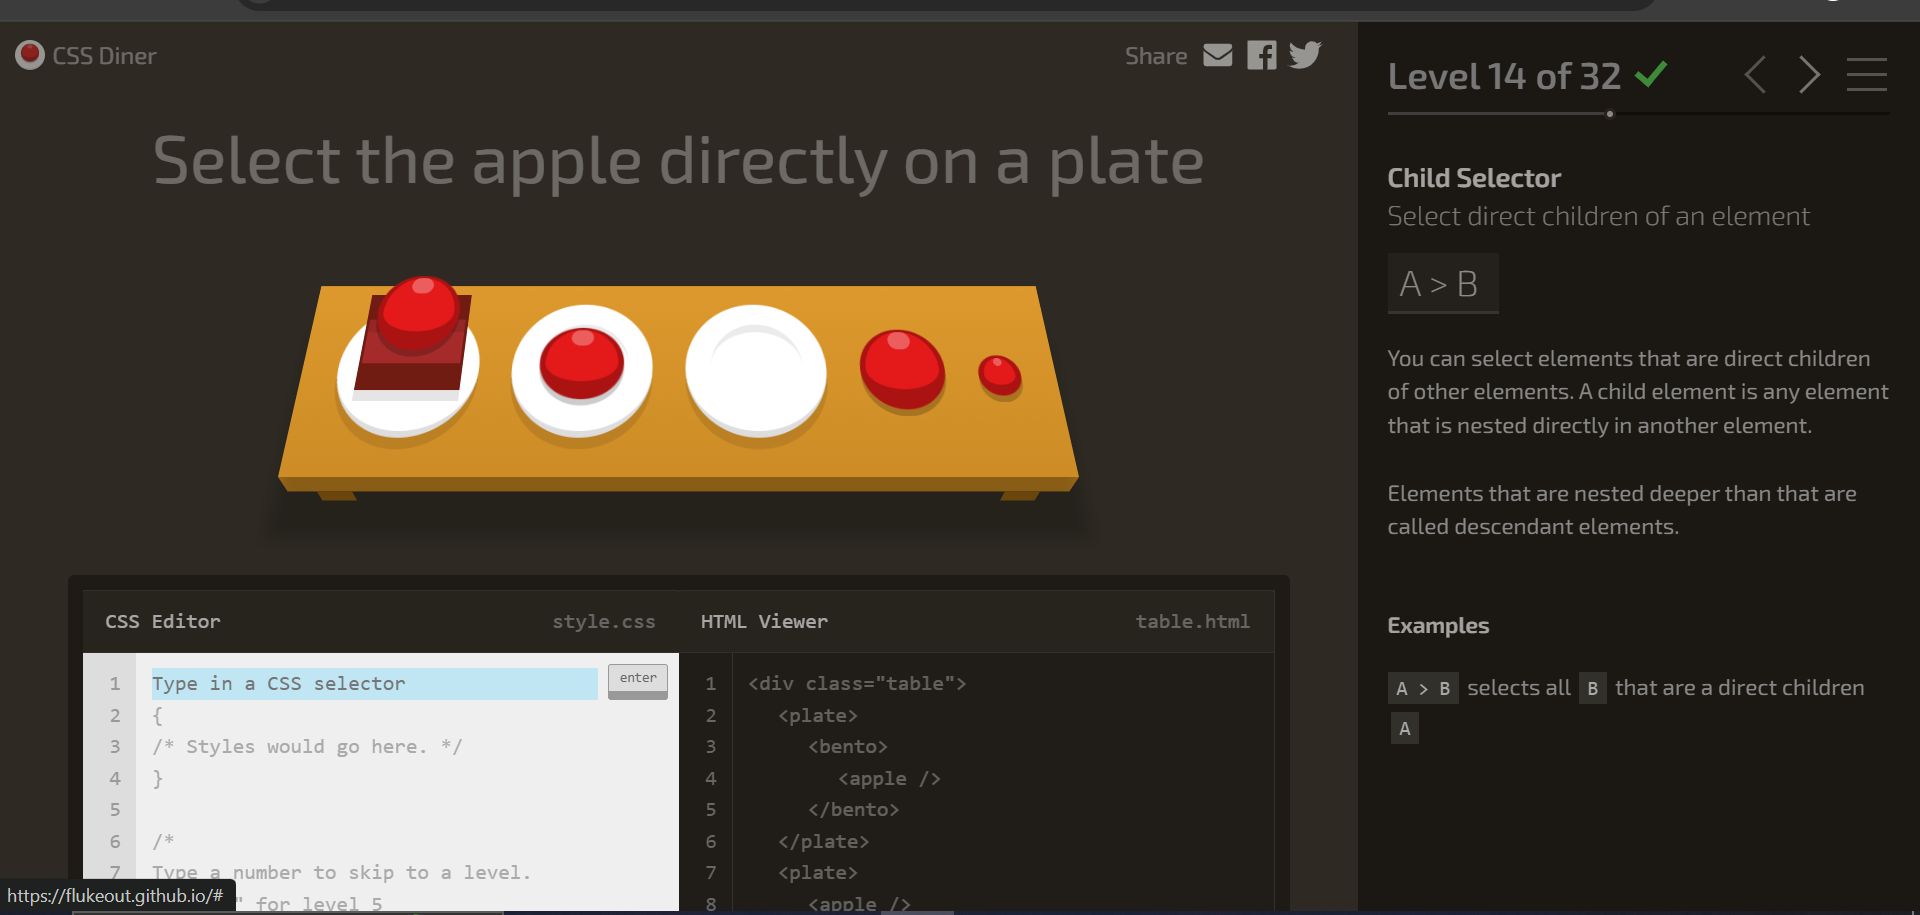 CSS Diner
Share
Level 14 of 32
Select the apple directly on a plate
Child Selector
Select direct children of an element
A > B
You can select elements that are direct children
of other elements. A child element is any element
that is nested directly in another element.
Elements that are nested deeper than that are
called descendant elements.
Examples
A > B selects all B that are a direct children
A
CSS Editor style.css
1 Type in a CSS selector enter
2 {
3 /* Styles would go here. */
4 }
5
6 /*
7 Type a number to skip to a level.
" for level 5
HTML Viewer table.html
1 <div class="table">
2 <plate>
3 <bento>
4 <apple />
5 </bento>
6 </plate>
7 <plate>
8 <apple />
https://flukeout.github.io/#